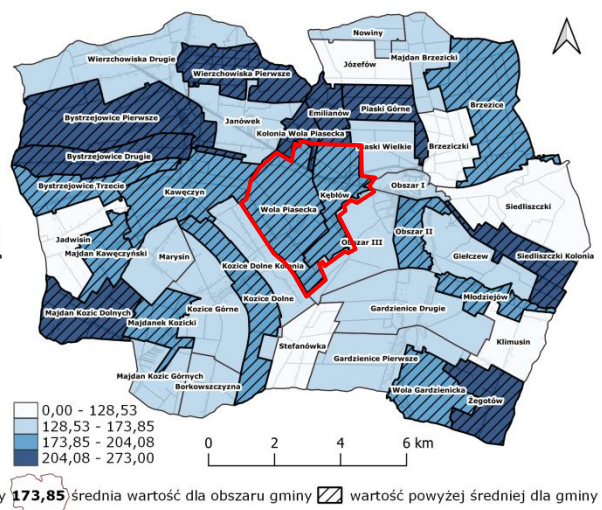 Nowiny
Wierzchowiska Drugie
Majdan Brzezicki
Józefów
Wierzchowiska Pierwsze
Brzezice
Emilianów
Piaski Górne
Bystrzejowice Pierwsze
Janówek
Kolonia Wola Piasecka
Piaski Wielkie
Brzeziczki
Bystrzejowice Drugie
Bystrzejowice Trzecie
Kawęczyn
Obszar I
Kębłów
Siedliszczki
Wola Piasecka
Obszar II
Jadwisin
Obszar III
Majdan Kawęczyński
Marysin
Giełczew
Siedliszczki Kolonia
Kozice Dolne Kolonia
Młodziejów
Kozice Dolne
Majdan Kozic Dolnych
Kozice Górne
Gardzienice Drugie
Majdanek Kozicki
Klimusin
Stefanówka
Gardzienice Pierwsze
Majdan Kozic Górnych
Borkowszczyzna
Wola Gardzienicka
Żegotów
0,00 - 128,53
128,53 - 173,85
173,85 - 204,08
204,08 - 273,00
0 2 4 6 km
y 173,85 średnia wartość dla obszaru gminy wartość powyżej średniej dla gminy